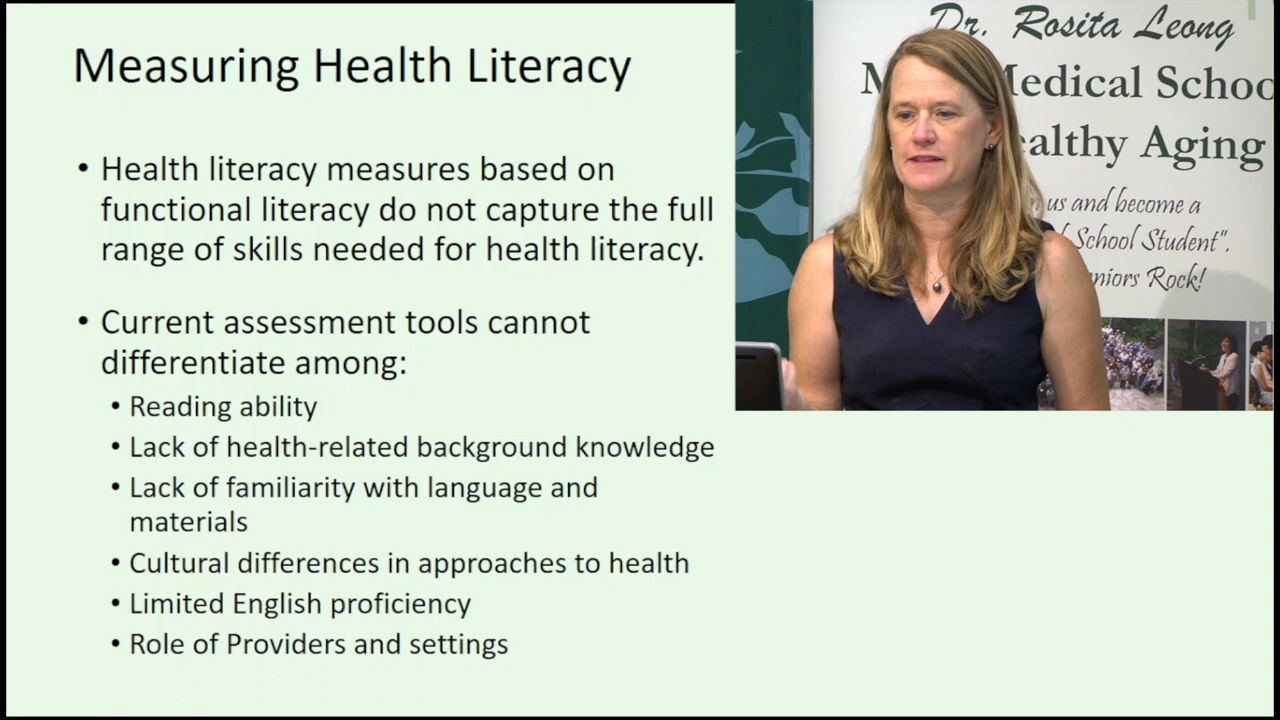 Measuring Health Literacy
• Health literacy measures based on
functional literacy do not capture the full
range of skills needed for health literacy.
• Current assessment tools cannot
differentiate among:
• Reading ability
• Lack of health-related background knowledge
• Lack of familiarity with language and
materials
• Cultural differences in approaches to health
• Limited English proficiency
• Role of Providers and settings
Dr. Rosita Leong
Medical
Healthy Aging
us and become a
School Student".
Seniors Rock!